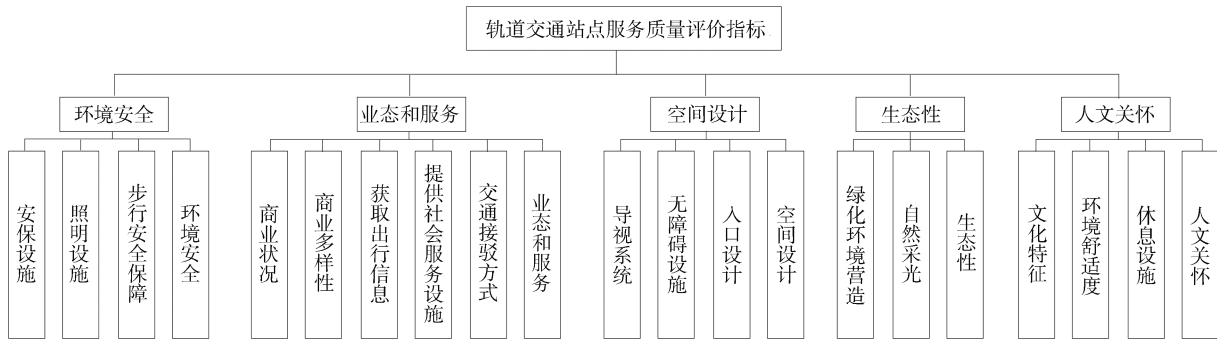 轨道交通站点服务质量评价指标
环境安全
业态和服务
空间设计
生态性
人文关怀
安保设施
照明设施
步行安全保障
环境安全
商业状况
商业多样性
获取出行信息
提供社会服务设施
交通接驳方式
业态和服务
导视系统
无障碍设施
入口设计
空间设计
绿化环境营造
自然采光
生态性
文化特征
环境舒适度
休息设施
人文关怀